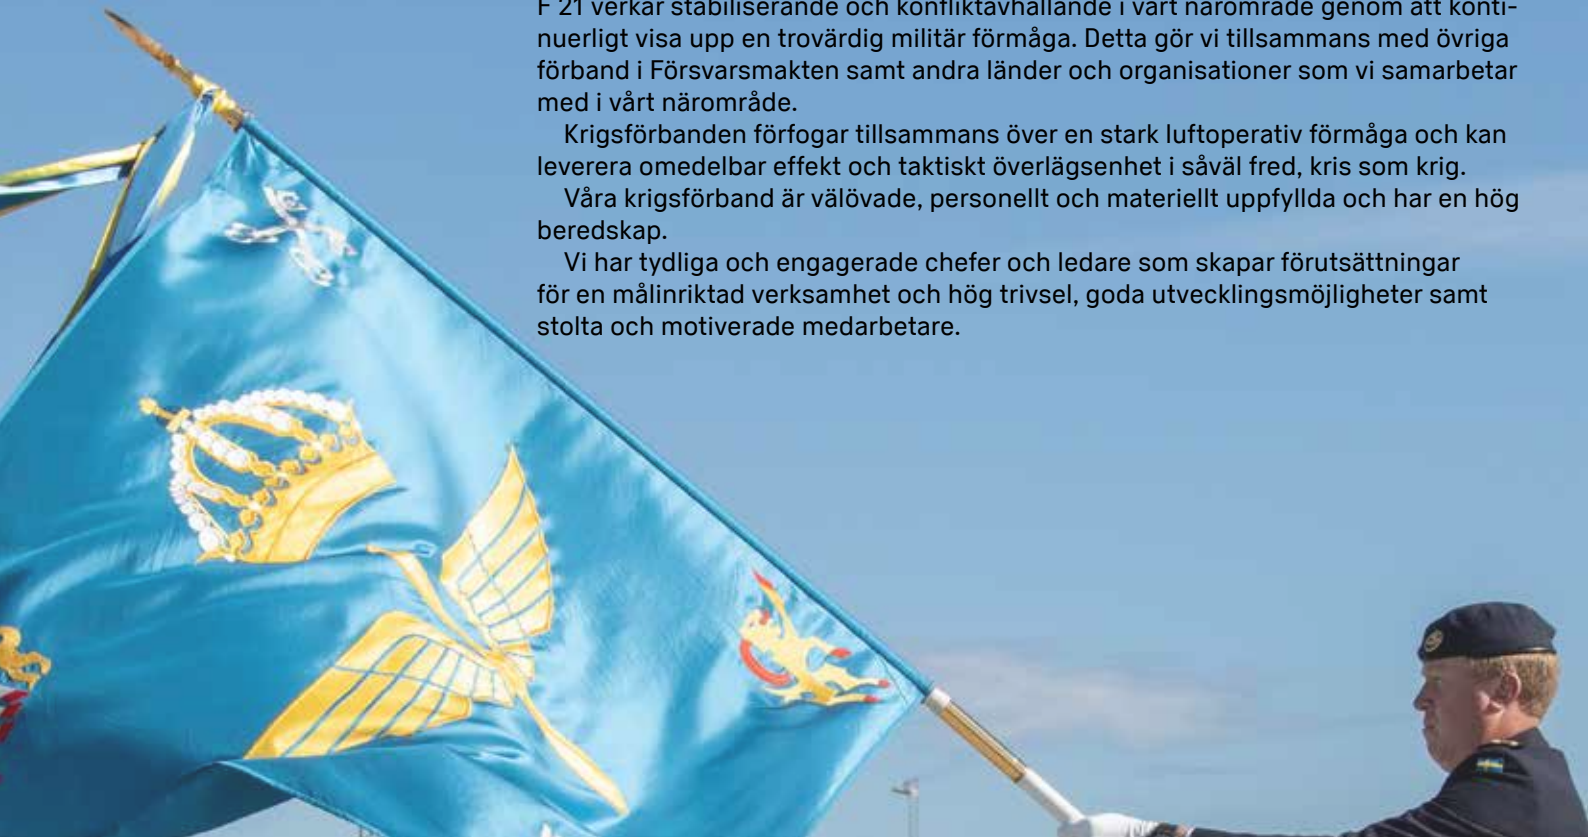 F 21 verkar stabiliserande och konfliktavhållande i vårt närområde genom att konti-
nuerligt visa upp en trovärdig militär förmåga. Detta gör vi tillsammans med övriga
förband i Försvarsmakten samt andra länder och organisationer som vi samarbetar
med i vårt närområde.
Krigsförbanden förfogar tillsammans över en stark luftoperativ förmåga och kan
leverera omedelbar effekt och taktiskt överlägsenhet i såväl fred, kris som krig.
Våra krigsförband är välövade, personellt och materiellt uppfyllda och har en hög
beredskap.
Vi har tydliga och engagerade chefer och ledare som skapar förutsättningar
för en målinriktad verksamhet och hög trivsel, goda utvecklingsmöjligheter samt
stolta och motiverade medarbetare.